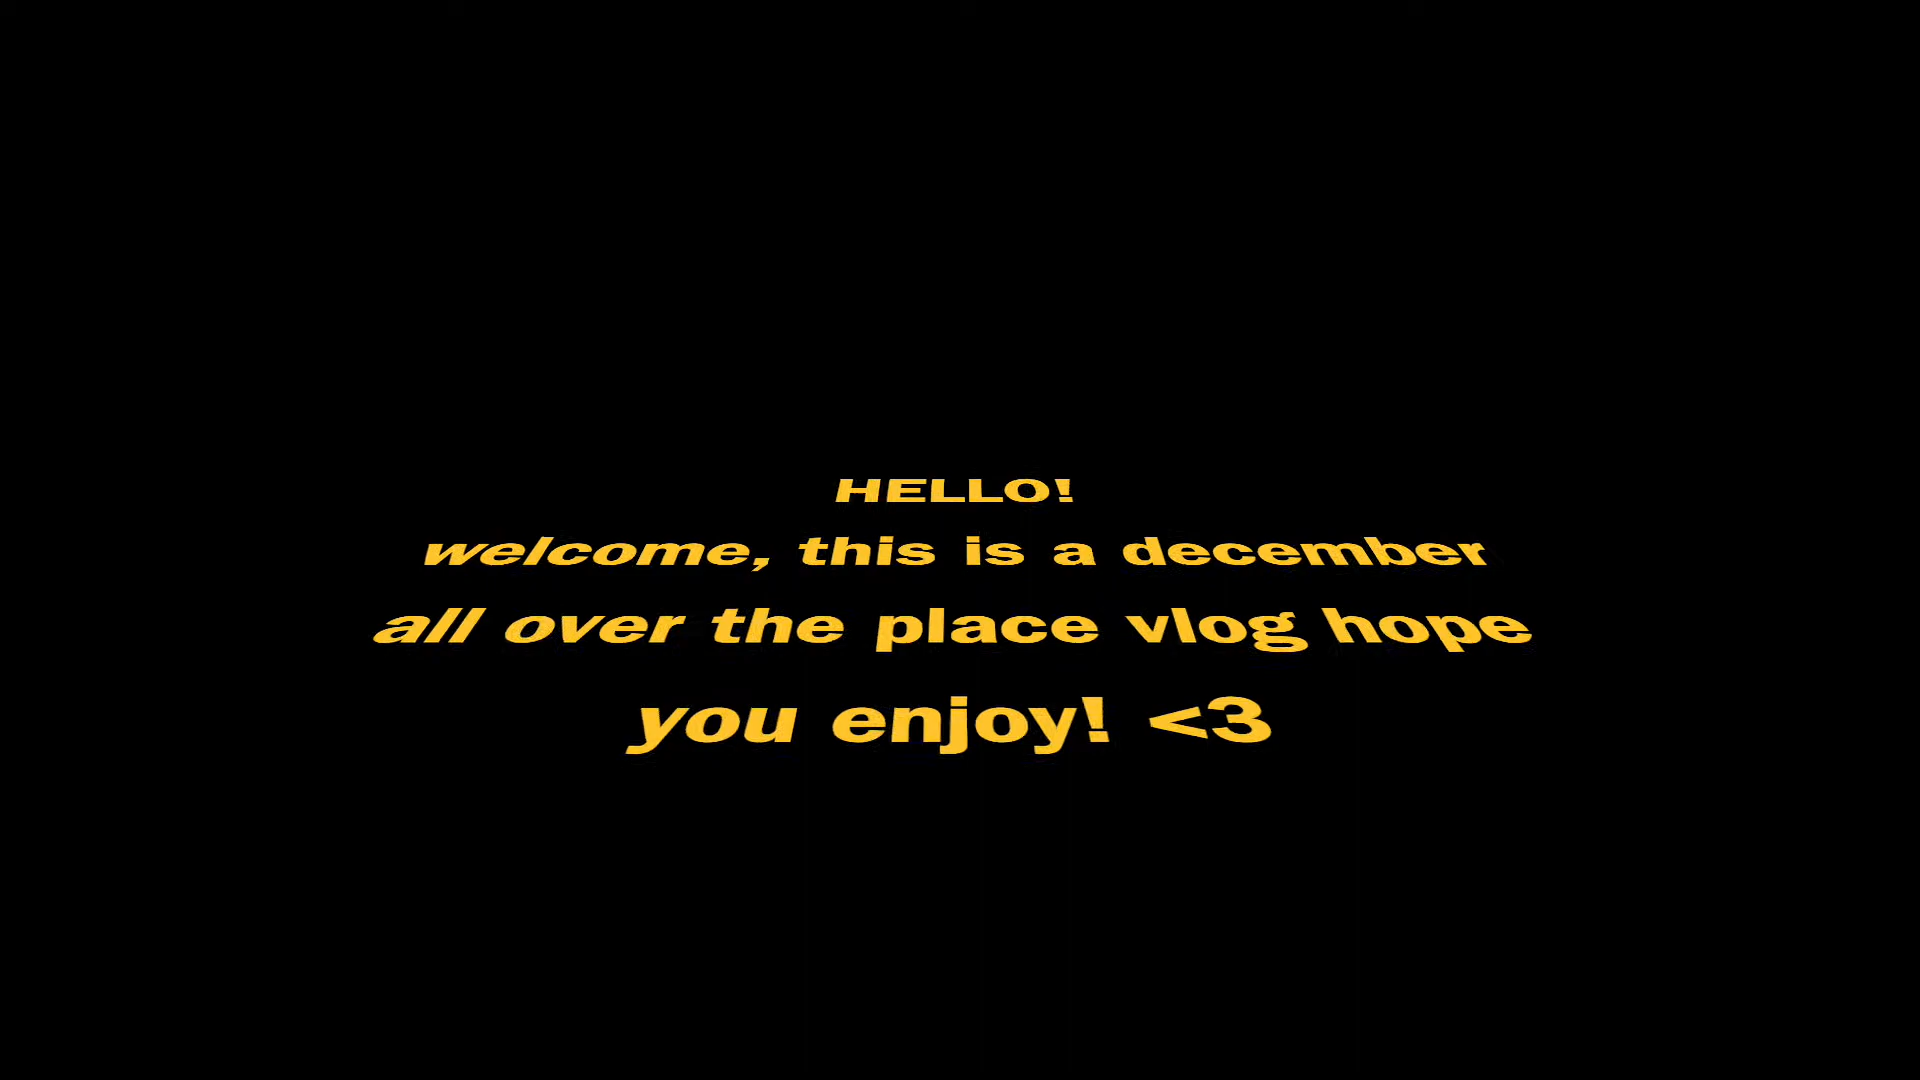 HELLO!
welcome, this is a december
all over the place vlog hope
you enjoy! <3